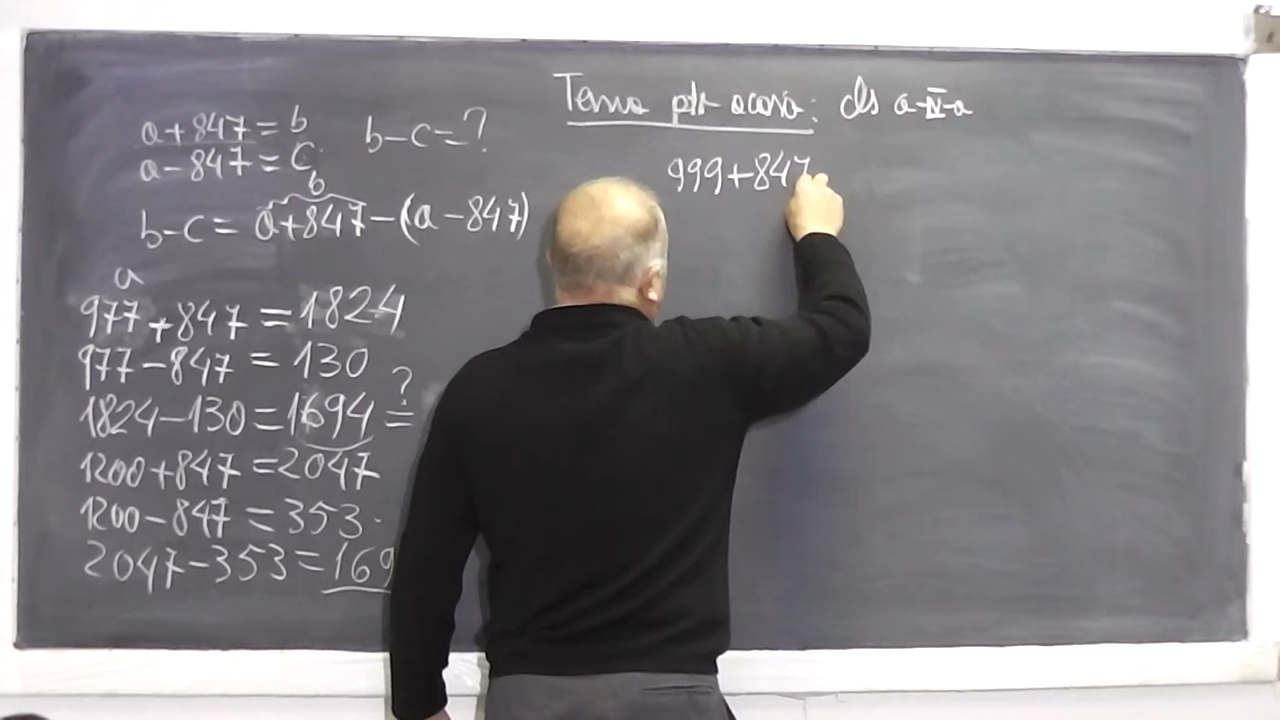 a+847=b b-c=?
a-847=c
b
b-c= a+847-(a-847)
a
977+847=1824
977-847=130
?
1824-130=1694=
1200+847=2047
1200-847=353.
2047-353=169
Tema ptr acasă: cls a-IV-a
999+847